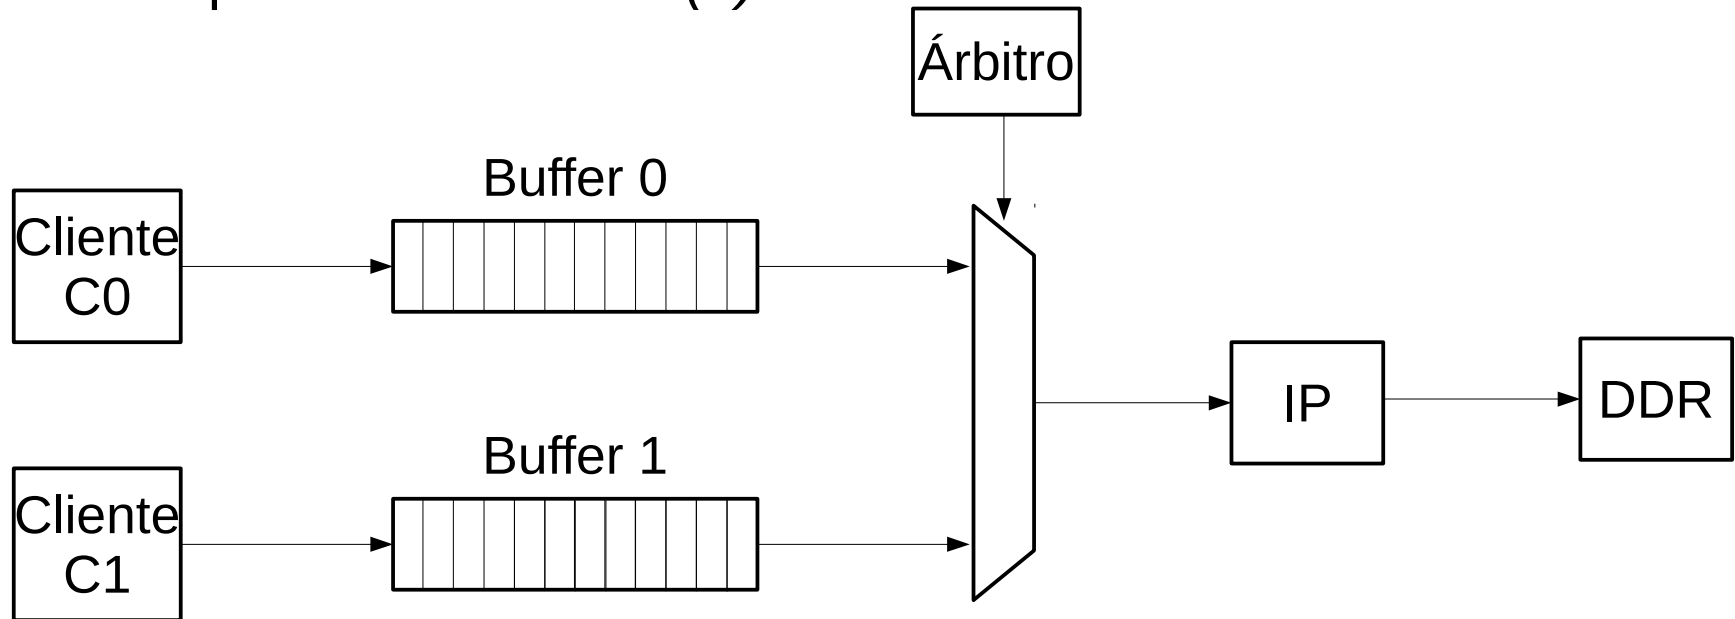 Árbitro
Buffer 0
Cliente
C0
IP
DDR
Buffer 1
Cliente
C1